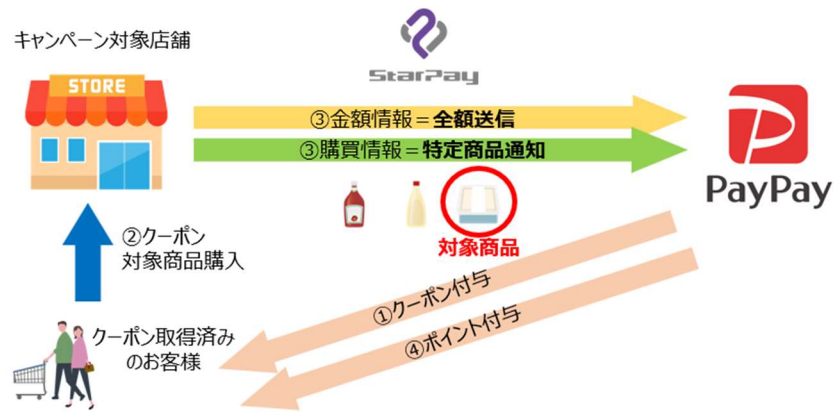 キャンペーン対象店舗
StarPay
STORE
③金額情報＝全額送信
③購買情報＝特定商品通知
対象商品
PayPay
②クーポン
対象商品購入
①クーポン付与
④ポイント付与
クーポン取得済み
のお客様